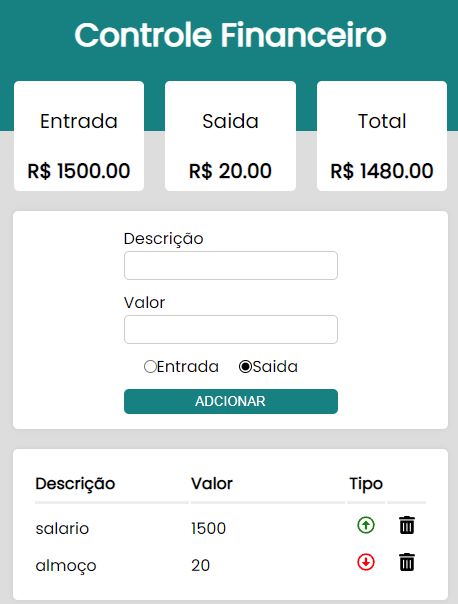 Controle Financeiro
Entrada Saida Total
R$ 1500.00 R$ 20.00 R$ 1480.00
Descrição
Valor
Entrada Saida
ADCIONAR
Descrição Valor Tipo
salario 1500
almoço 20